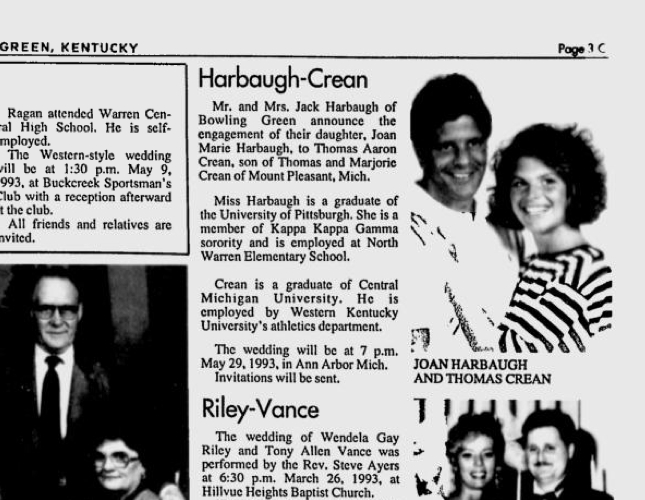 GREEN, KENTUCKY
Page 3 C
Ragan attended Warren Cen-
ral High School. He is self-
mployed.
The Western-style wedding
vill be at 1:30 p.m. May 9,
993, at Buckcreek Sportsman's
Club with a reception afterward
t the club.
All friends and relatives are
nvited.
Harbaugh-Crean
Mr. and Mrs. Jack Harbaugh of
Bowling Green announce the
engagement of their daughter, Joan
Marie Harbaugh, to Thomas Aaron
Crean, son of Thomas and Marjorie
Crean of Mount Pleasant, Mich.
Miss Harbaugh is a graduate of
the University of Pittsburgh. She is a
member of Kappa Kappa Gamma
sorority and is employed at North
Warren Elementary School.
Crean is a graduate of Central
Michigan University. He is
employed by Western Kentucky
University's athletics department.
The wedding will be at 7 p.m.
May 29, 1993, in Ann Arbor Mich.
Invitations will be sent.
JOAN HARBAUGH
AND THOMAS CREAN
Riley-Vance
The wedding of Wendela Gay
Riley and Tony Allen Vance was
performed by the Rev. Steve Ayers
at 6:30 p.m. March 26, 1993, at
Hillvue Heights Baptist Church.